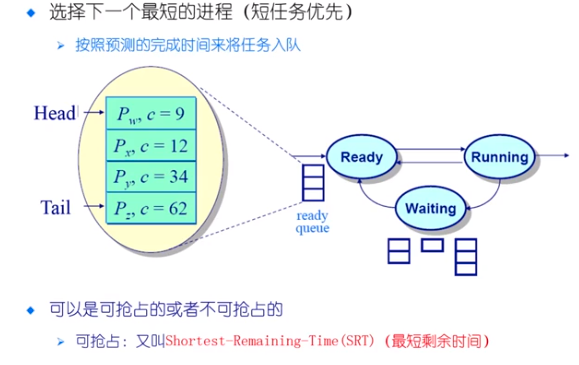 选择下一个最短的进程（短任务优先）
按照预测的完成时间来将任务入队
Head
Pw, c = 9
Px, c = 12
Py, c = 34
Tail
Pz, c = 62
Ready
Running
Waiting
ready
queue
可以是可抢占的或者不可抢占的
可抢占：又叫Shortest-Remaining-Time(SRT)（最短剩余时间）